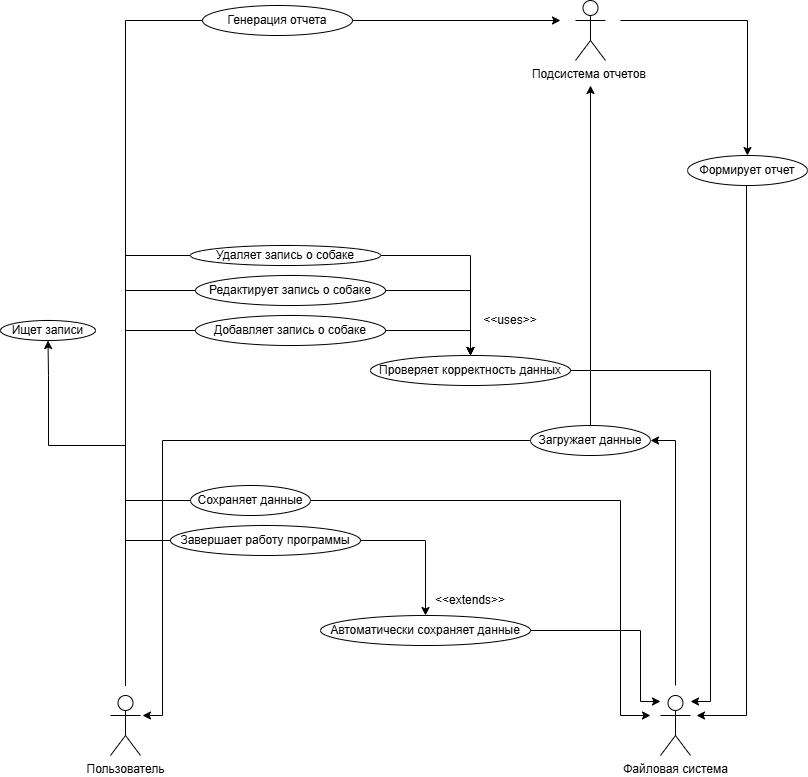 Генерация отчета
Подсистема отчетов
Формирует отчет
Удаляет запись о собаке
Редактирует запись о собаке
<<uses>>
Ищет записи
Добавляет запись о собаке
Проверяет корректность данных
Загружает данные
Сохраняет данные
Завершает работу программы
<<extends>>
Автоматически сохраняет данные
Пользователь
Файловая система